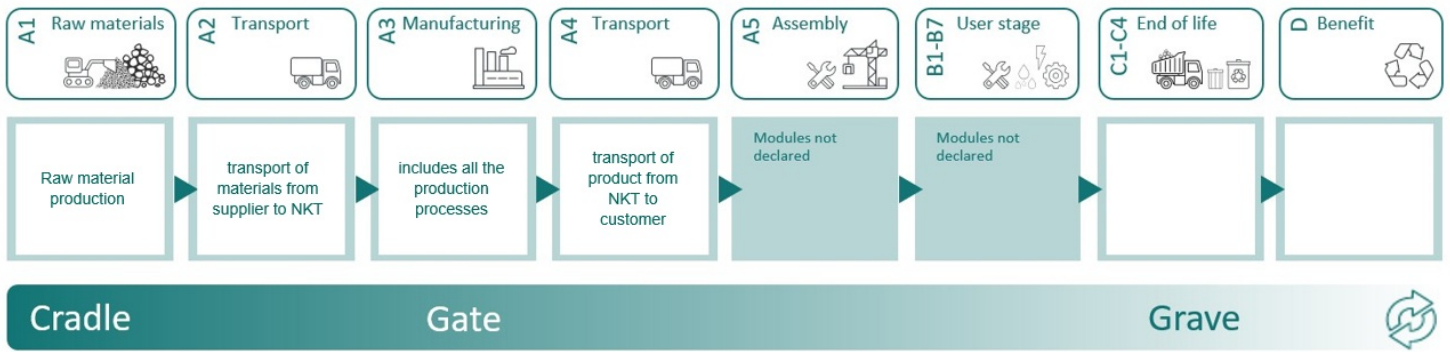 A1 Raw materials
A2 Transport
A3 Manufacturing
A4 Transport
A5 Assembly
B1-B7 User stage
C1-C4 End of life
D Benefit
Raw material
production
transport of
materials from
supplier to NKT
includes all the
production
processes
transport of
product from
NKT to
customer
Modules not
declared
Modules not
declared
Cradle
Gate
Grave